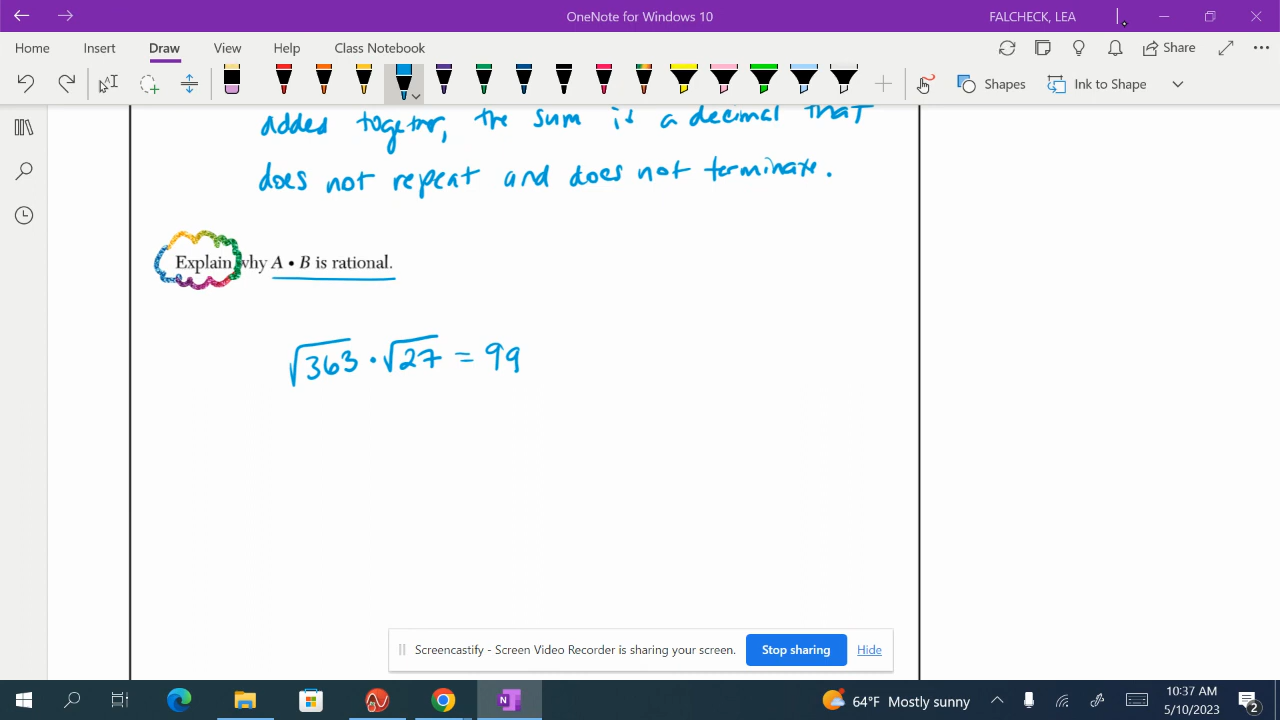 OneNote for Windows 10
FALCHECK, LEA
Home Insert Draw View Help Class Notebook
Share
Shapes
Ink to Shape
added together, the sum is a decimal that
does not repeat and does not terminate.
Explain why A • B is rational.
√363 · √27 = 99
Screencastify - Screen Video Recorder is sharing your screen. Stop sharing Hide
64°F Mostly sunny
10:37 AM
5/10/2023
2